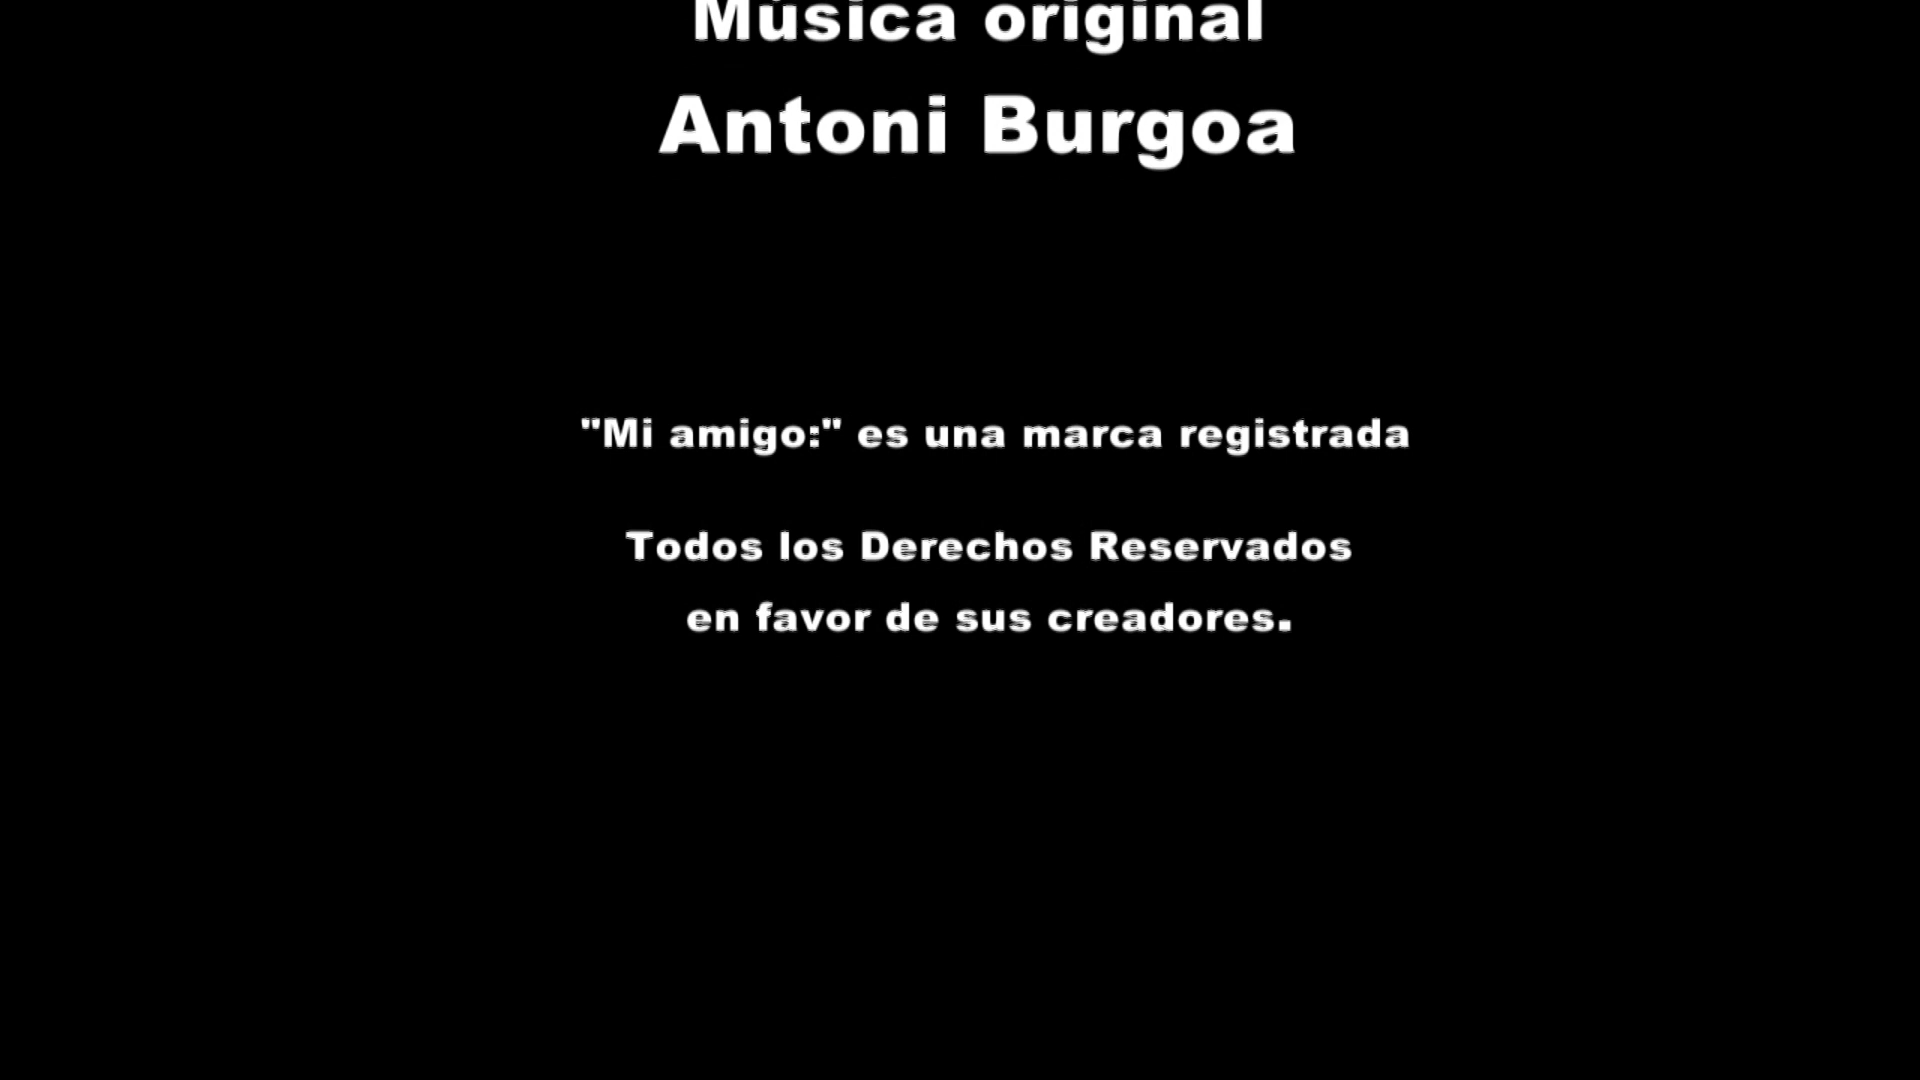 Música original
Antoni Burgoa
"Mi amigo:" es una marca registrada
Todos los Derechos Reservados
en favor de sus creadores.